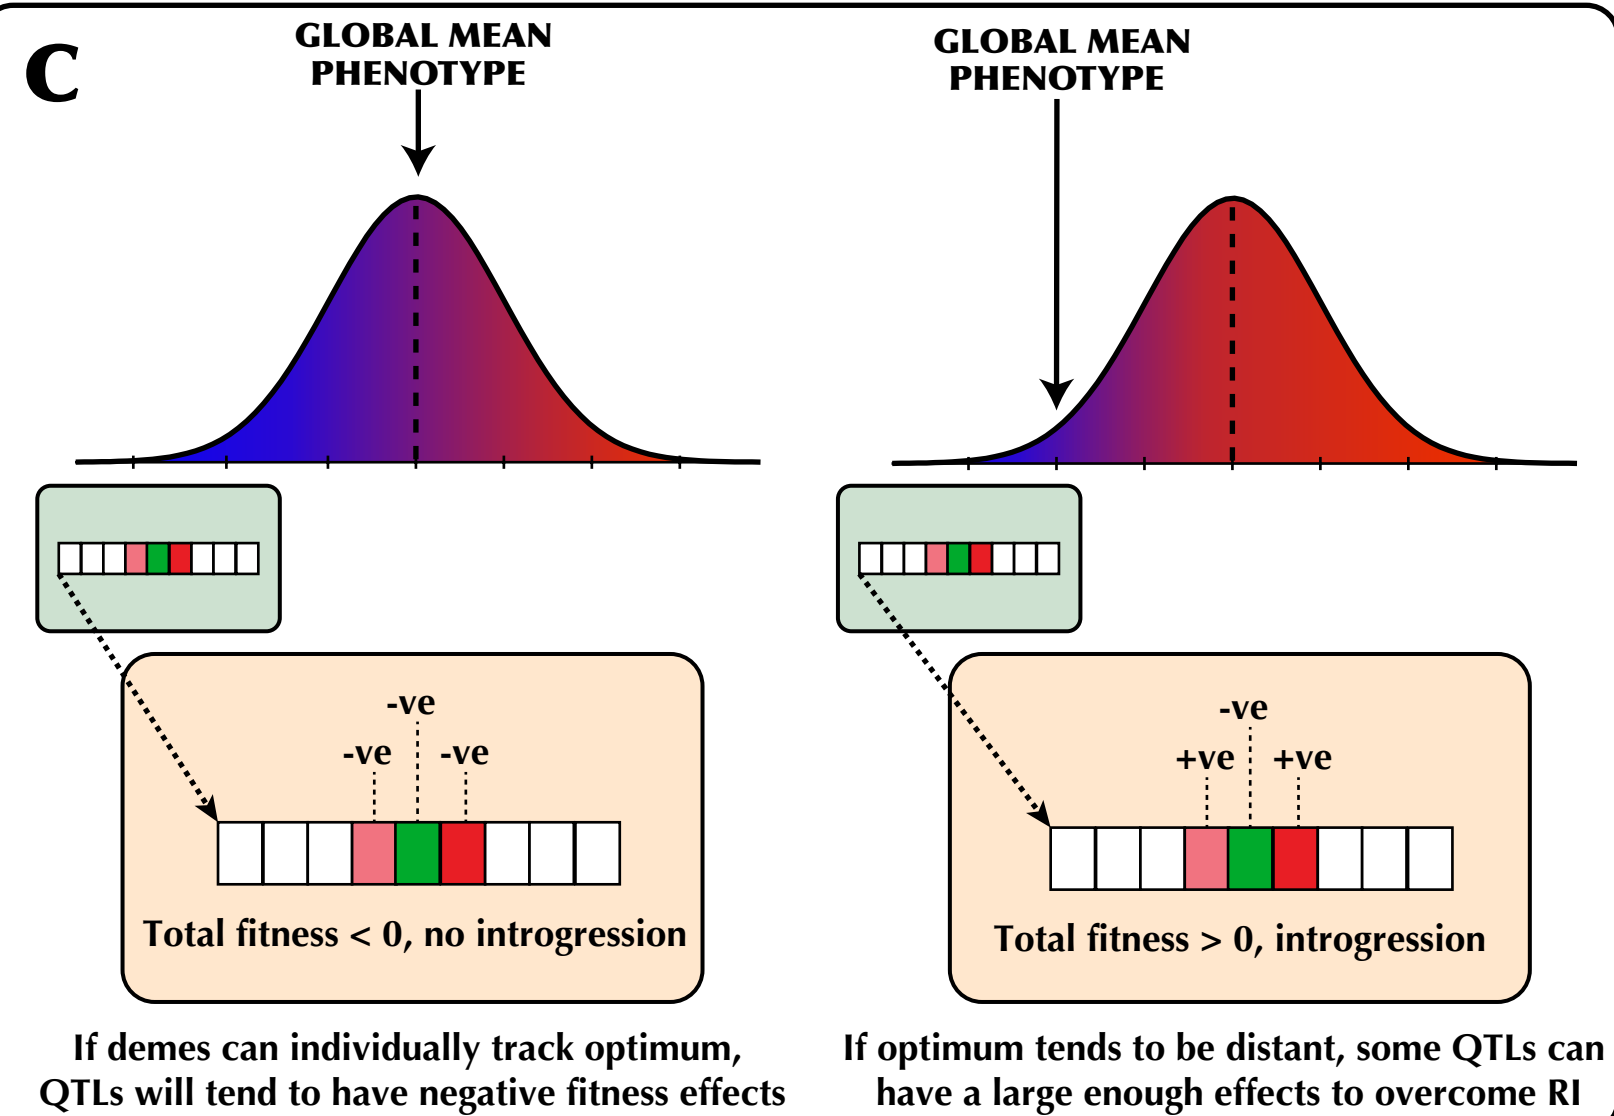 C
GLOBAL MEAN
PHENOTYPE
GLOBAL MEAN
PHENOTYPE
-ve
-ve
-ve
Total fitness < 0, no introgression
-ve
+ve
+ve
Total fitness > 0, introgression
If demes can individually track optimum,
QTLs will tend to have negative fitness effects
If optimum tends to be distant, some QTLs can
have a large enough effects to overcome RI